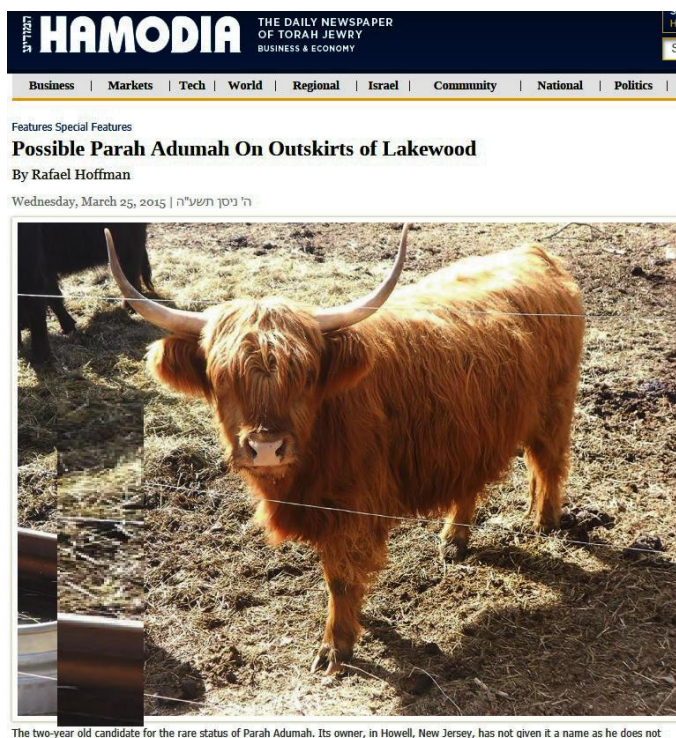 המודיע HAMODIA
THE DAILY NEWSPAPER
OF TORAH JEWRY
BUSINESS & ECONOMY
Business | Markets | Tech | World | Regional | Israel | Community | National | Politics |
Features Special Features
Possible Parah Adumah On Outskirts of Lakewood
By Rafael Hoffman
Wednesday, March 25, 2015 | ה' ניסן תשע"ה
The two-year old candidate for the rare status of Parah Adumah. Its owner, in Howell, New Jersey, has not given it a name as he does not